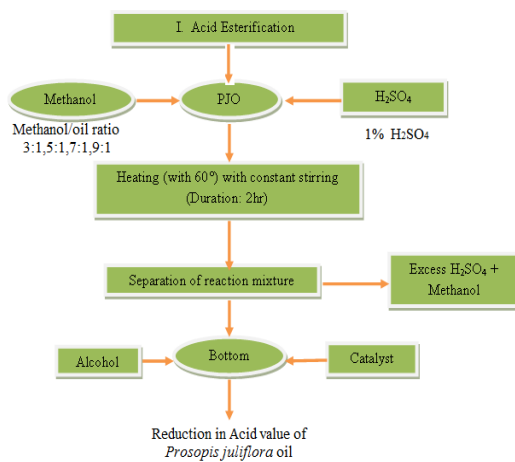 I. Acid Esterification
Methanol
PJO
H₂SO₄
Methanol/oil ratio
3:1,5:1,7:1,9:1
1% H₂SO₄
Heating (with 60⁰) with constant stirring
(Duration: 2hr)
Separation of reaction mixture
Excess H₂SO₄ +
Methanol
Alcohol
Bottom
Catalyst
Reduction in Acid value of
Prosopis juliflora oil